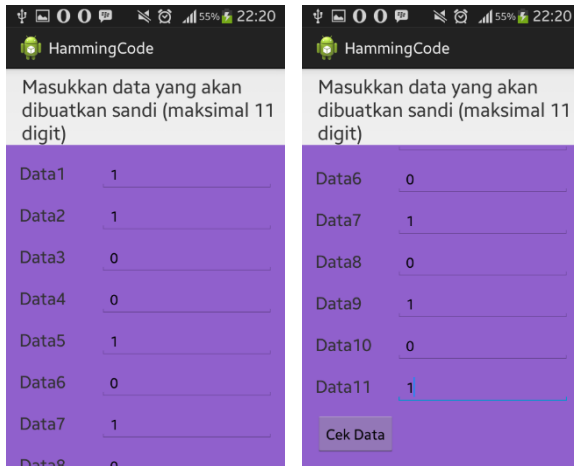 55% 22:20
HammingCode
Masukkan data yang akan
dibuatkan sandi (maksimal 11
digit)
Data1 1
Data2 1
Data3 0
Data4 0
Data5 1
Data6 0
Data7 1
Data8 0
55% 22:20
HammingCode
Masukkan data yang akan
dibuatkan sandi (maksimal 11
digit)
Data6 0
Data7 1
Data8 0
Data9 1
Data10 0
Data11 1
Cek Data